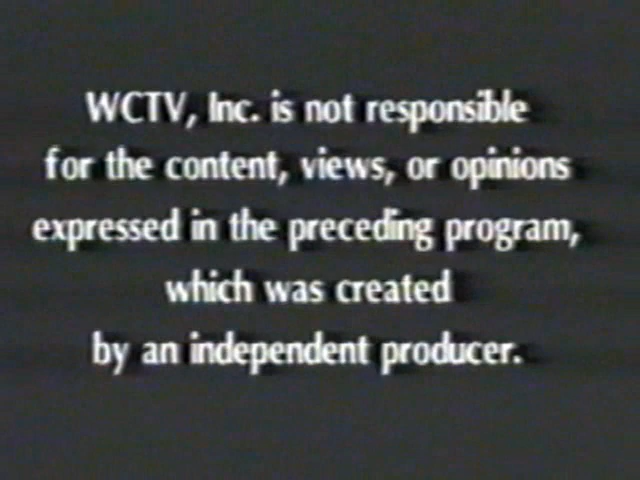 WCTV, Inc. is not responsible
for the content, views, or opinions
expressed in the preceding program,
which was created
by an independent producer.